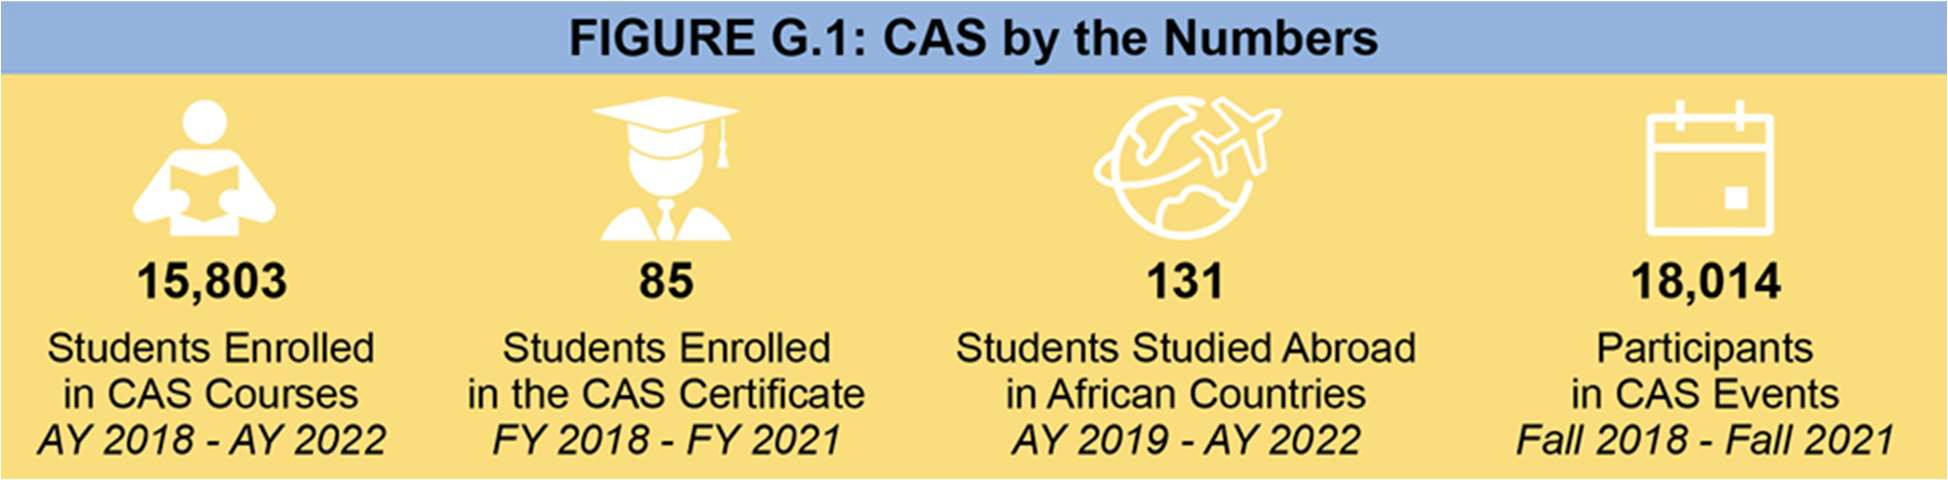 FIGURE G.1: CAS by the Numbers
15,803
Students Enrolled
in CAS Courses
AY 2018 - AY 2022
85
Students Enrolled
in the CAS Certificate
FY 2018 - FY 2021
131
Students Studied Abroad
in African Countries
AY 2019 - AY 2022
18,014
Participants
in CAS Events
Fall 2018 - Fall 2021